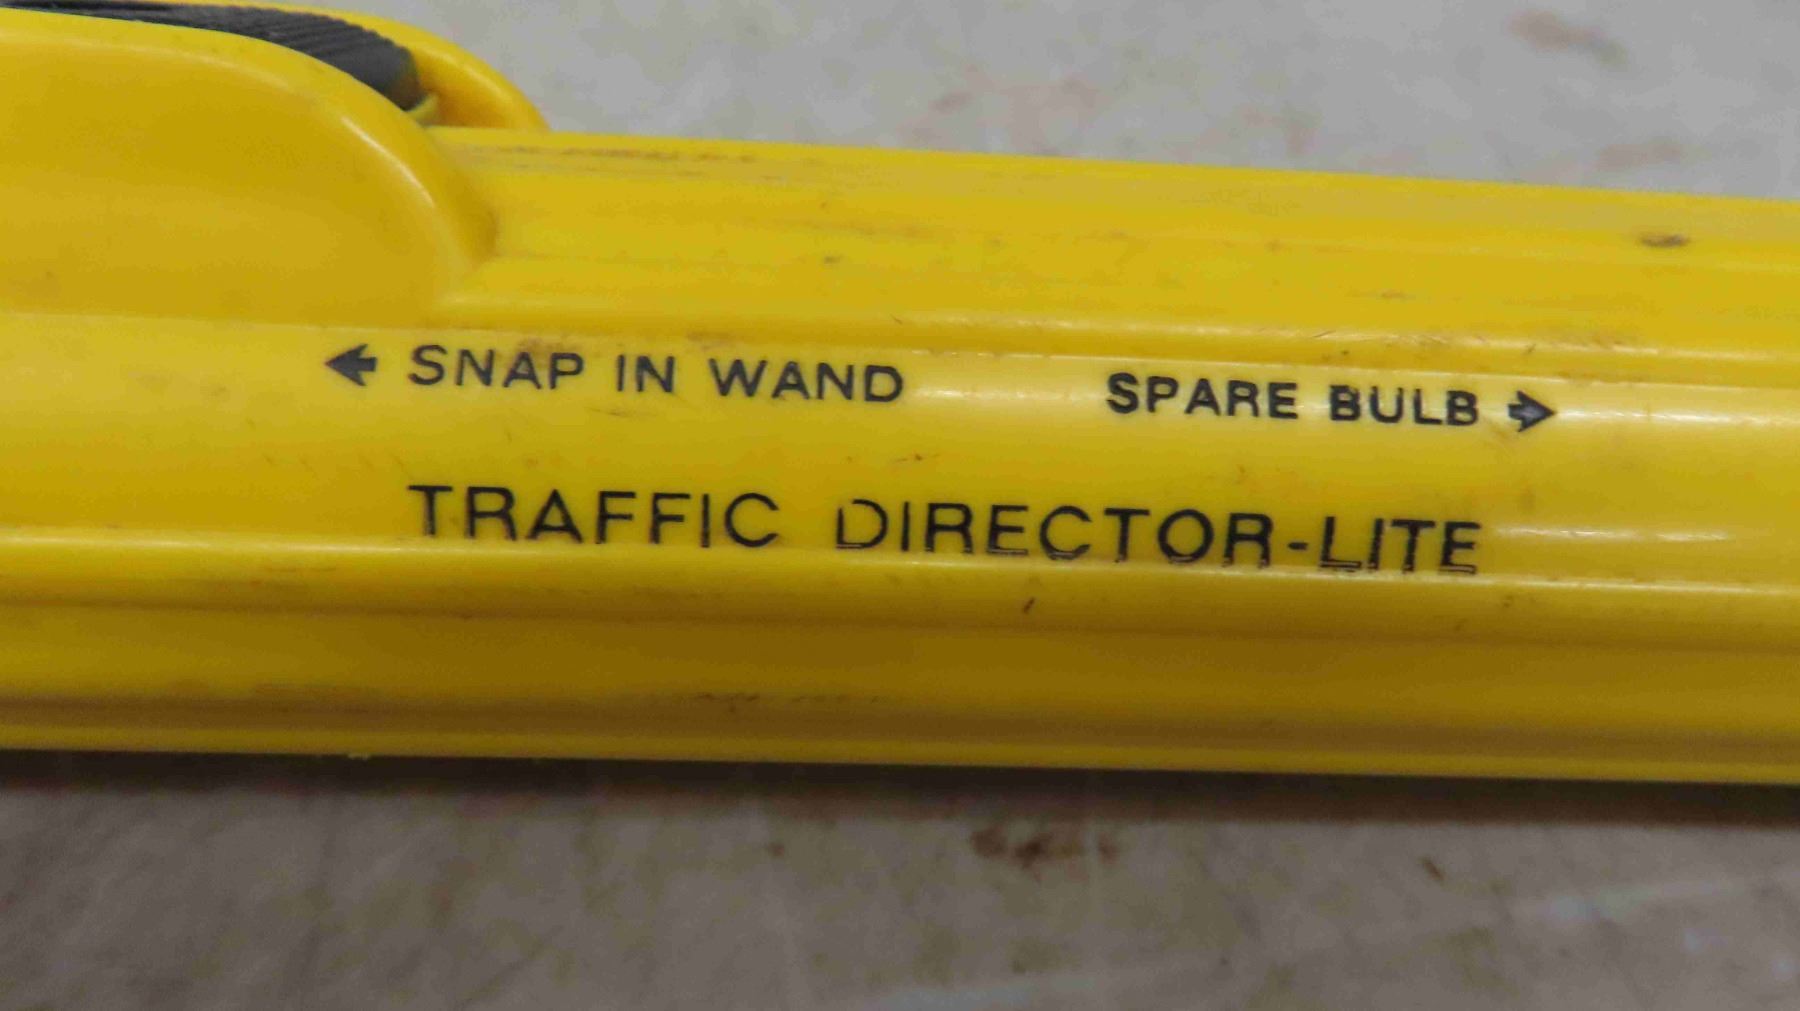 ← SNAP IN WAND SPARE BULB →
TRAFFIC DIRECTOR-LITE